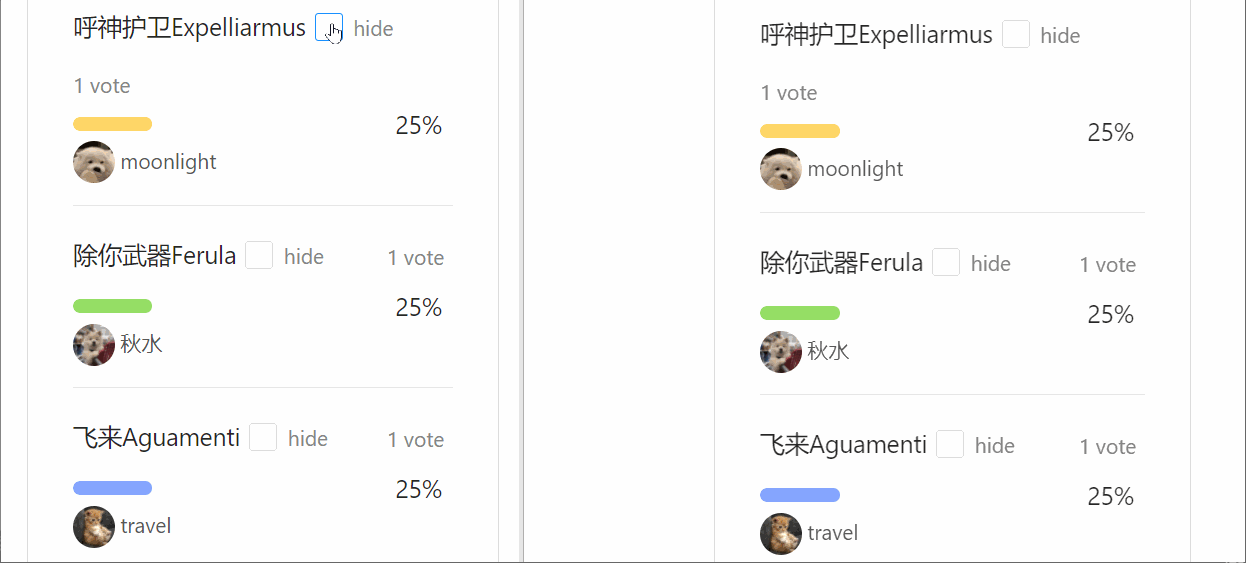 呼神护卫Expelliarmus hide
1 vote
25%
moonlight
除你武器Ferula hide 1 vote
25%
秋水
飞来Aguamenti hide 1 vote
25%
travel
呼神护卫Expelliarmus hide
1 vote
25%
moonlight
除你武器Ferula hide 1 vote
25%
秋水
飞来Aguamenti hide 1 vote
25%
travel